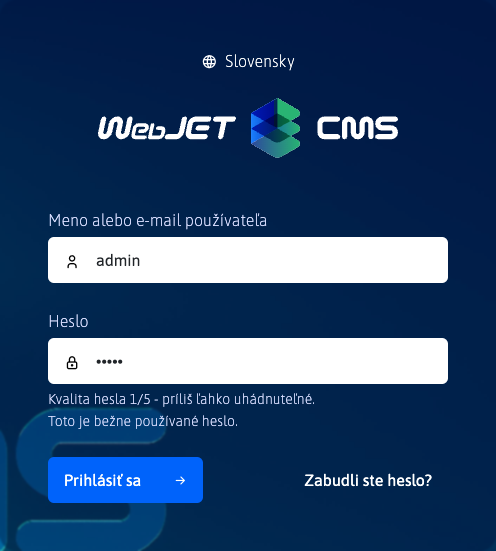 Slovensky
WebJET CMS
Meno alebo e-mail používateľa
admin
Heslo
•••••
Kvalita hesla 1/5 - príliš ľahko uhádnuteľné.
Toto je bežne používané heslo.
Prihlásiť sa →
Zabudli ste heslo?